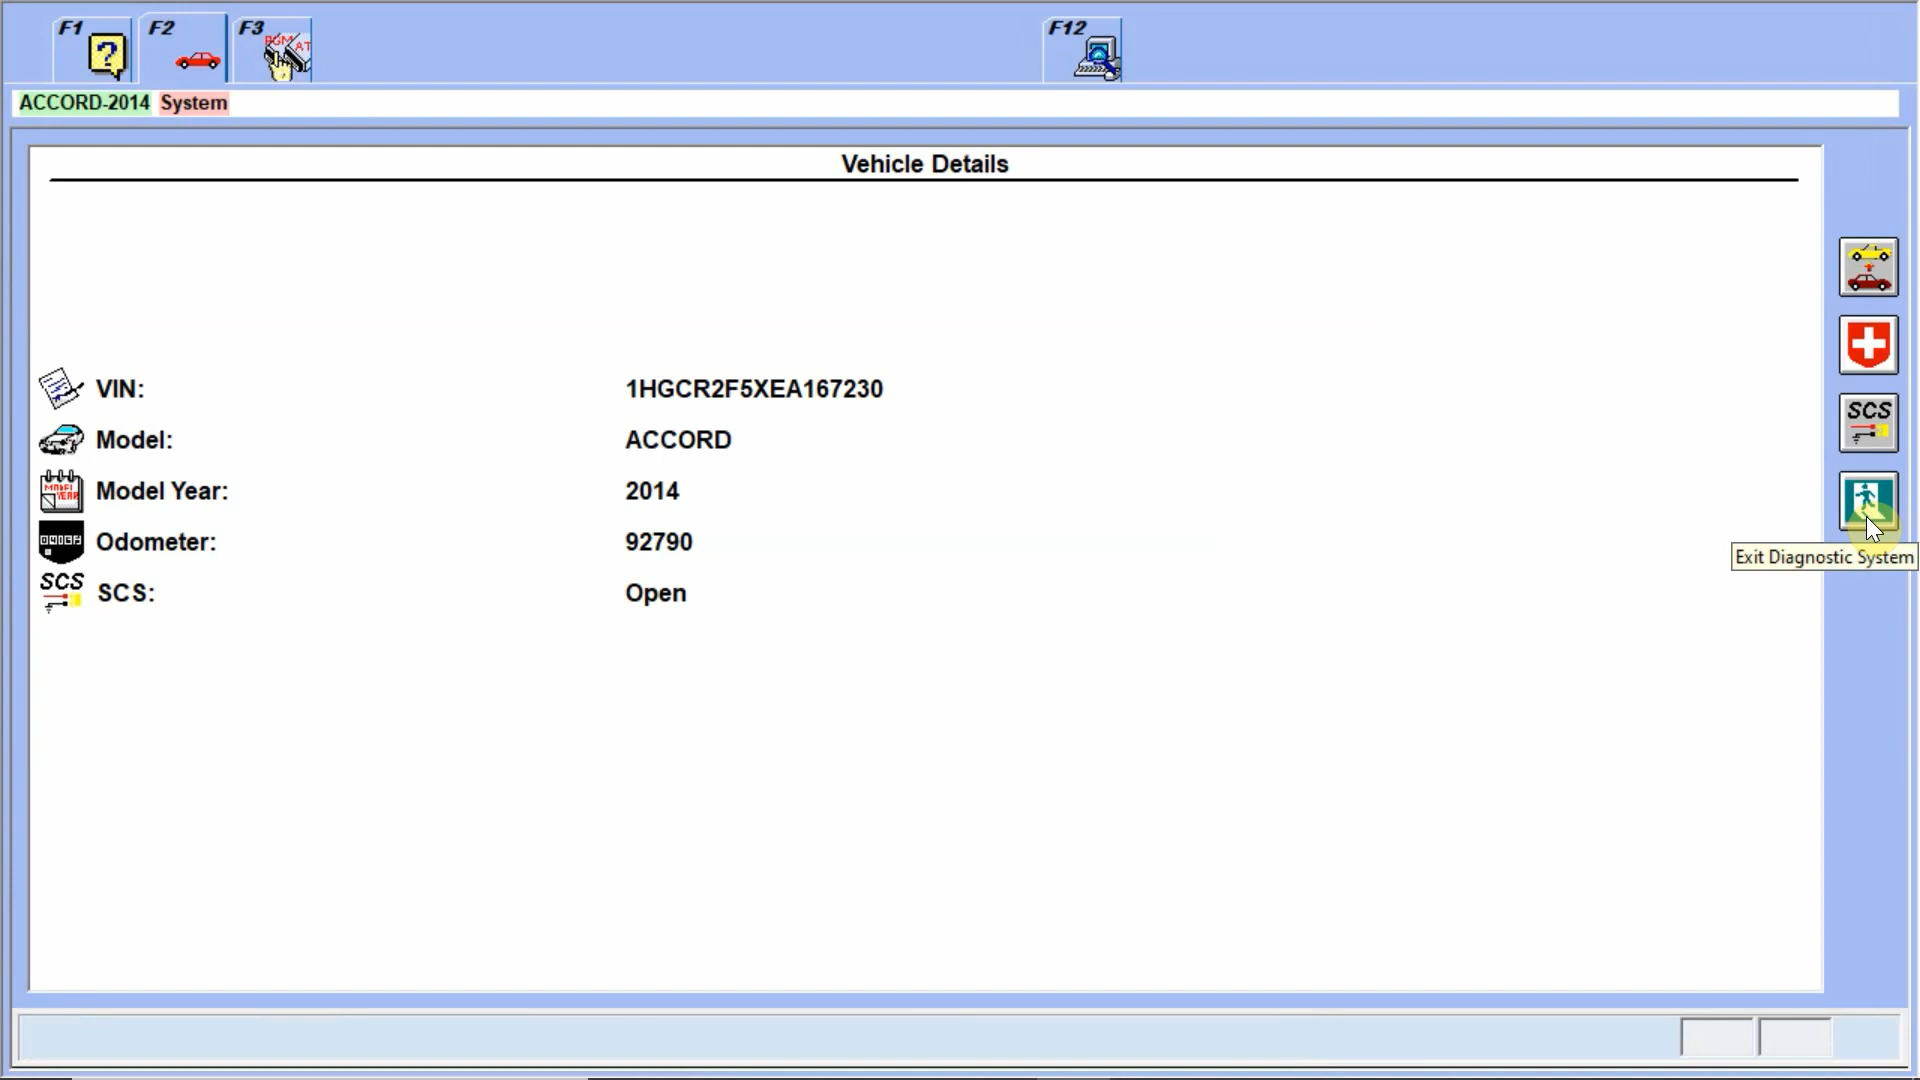 F1 F2 F3 F12
ACCORD-2014 System
Vehicle Details
VIN: 1HGCR2F5XEA167230
Model: ACCORD
Model Year: 2014
Odometer: 92790
SCS SCS: Open
SCS
Exit Diagnostic System